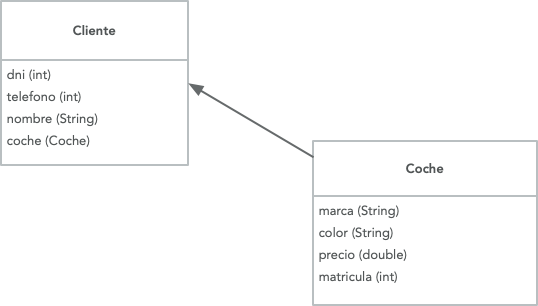 Cliente
dni (int)
telefono (int)
nombre (String)
coche (Coche)
Coche
marca (String)
color (String)
precio (double)
matricula (int)